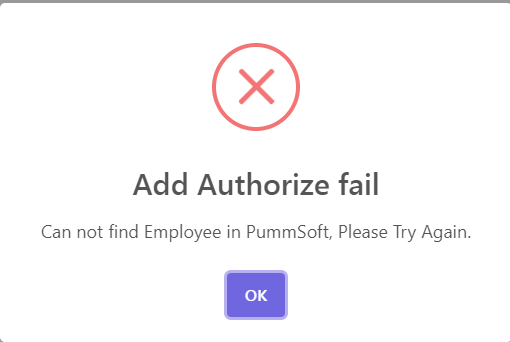 Add Authorize fail
Can not find Employee in PummSoft, Please Try Again.
OK